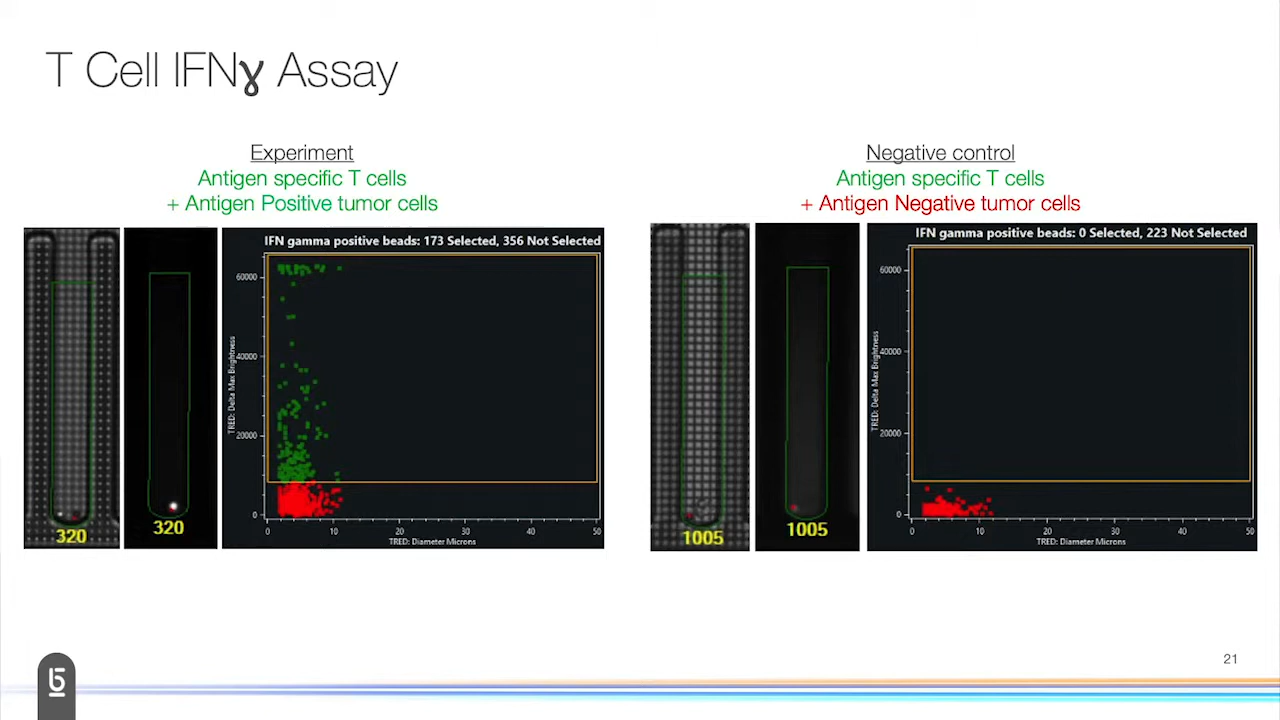 T Cell IFNɣ Assay
Experiment
Antigen specific T cells
+ Antigen Positive tumor cells
IFN gamma positive beads: 173 Selected, 356 Not Selected
TRED: Delta Max Brightness
60000
40000
20000
0
0 10 20 30 40 50
TRED: Diameter Microns
320
320
Negative control
Antigen specific T cells
+ Antigen Negative tumor cells
IFN gamma positive beads: 0 Selected, 223 Not Selected
TRED: Delta Max Brightness
60000
40000
20000
0
0 10 20 30 40 50
TRED: Diameter Microns
1005
1005
21